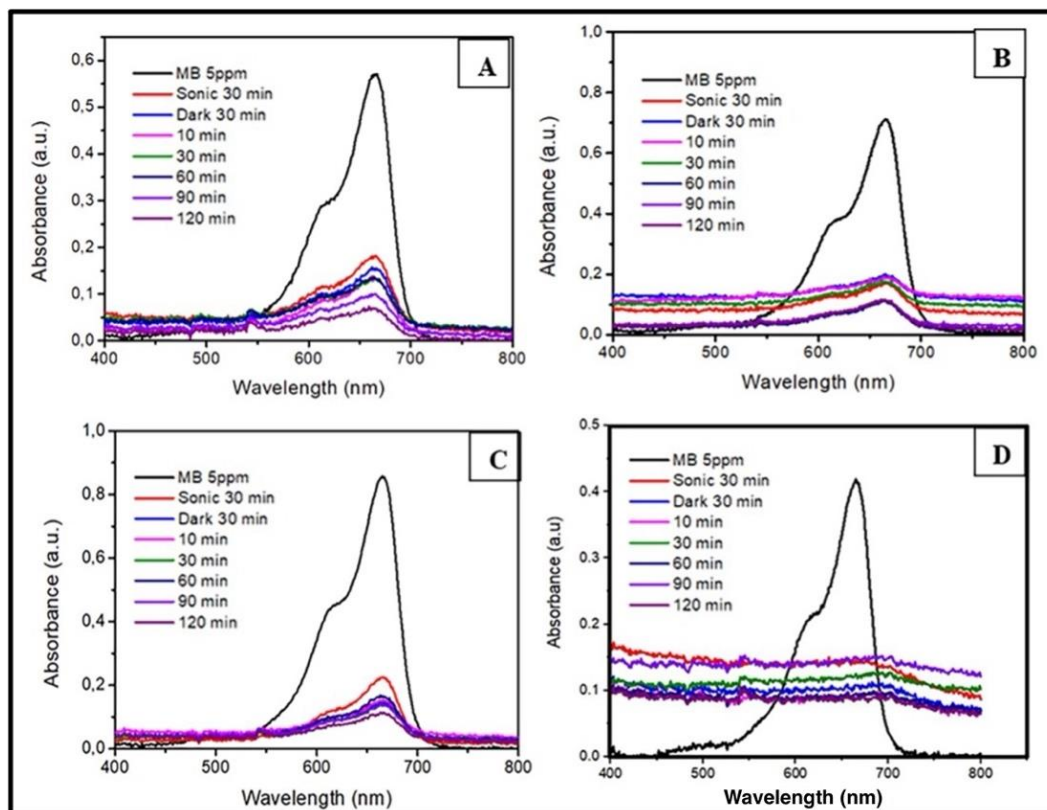 A
Absorbance (a.u.)
0,6
0,5
0,4
0,3
0,2
0,1
0,0
MB 5ppm
Sonic 30 min
Dark 30 min
10 min
30 min
60 min
90 min
120 min
400 500 600 700 800
Wavelength (nm)
B
Absorbance (a.u.)
1,0
0,8
0,6
0,4
0,2
0,0
MB 5ppm
Sonic 30 min
Dark 30 min
10 min
30 min
60 min
90 min
120 min
400 500 600 700 800
Wavelength (nm)
C
Absorbance (a.u.)
1,0
0,8
0,6
0,4
0,2
0,0
MB 5ppm
Sonic 30 min
Dark 30 min
10 min
30 min
60 min
90 min
120 min
400 500 600 700 800
Wavelength (nm)
D
Absorbance (a.u)
0.5
0.4
0.3
0.2
0.1
0.0
MB 5ppm
Sonic 30 min
Dark 30 min
10 min
30 min
60 min
90 min
120 min
400 500 600 700 800
Wavelength (nm)